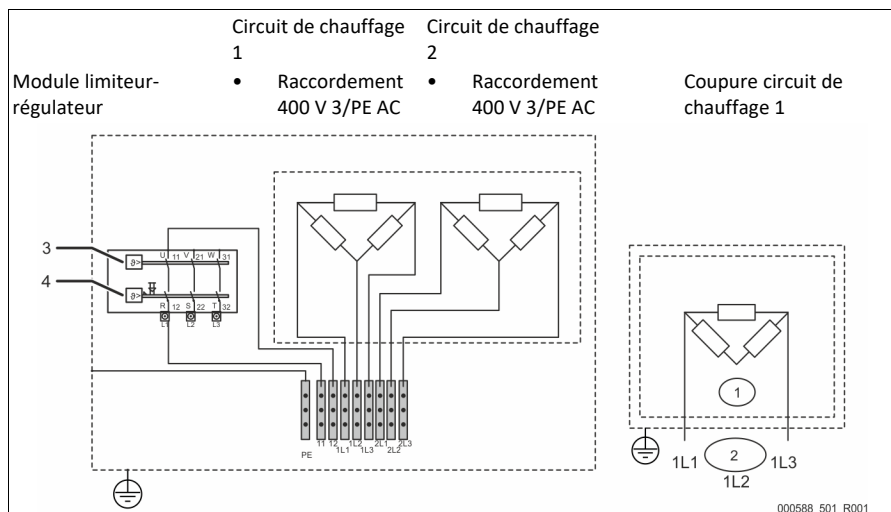 Circuit de chauffage
1
Circuit de chauffage
2
Module limiteur-
régulateur
• Raccordement
400 V 3/PE AC
• Raccordement
400 V 3/PE AC
Coupure circuit de
chauffage 1
3
4
ϑ>
U 11 V 21 W 31
ϑ>
R 12 S 22 T 32
L1 L2 L3
PE
11 12 1L1 1L2 1L3 2L1 2L2 2L3
1
1L1 2 1L3
1L2
000588_501_R001